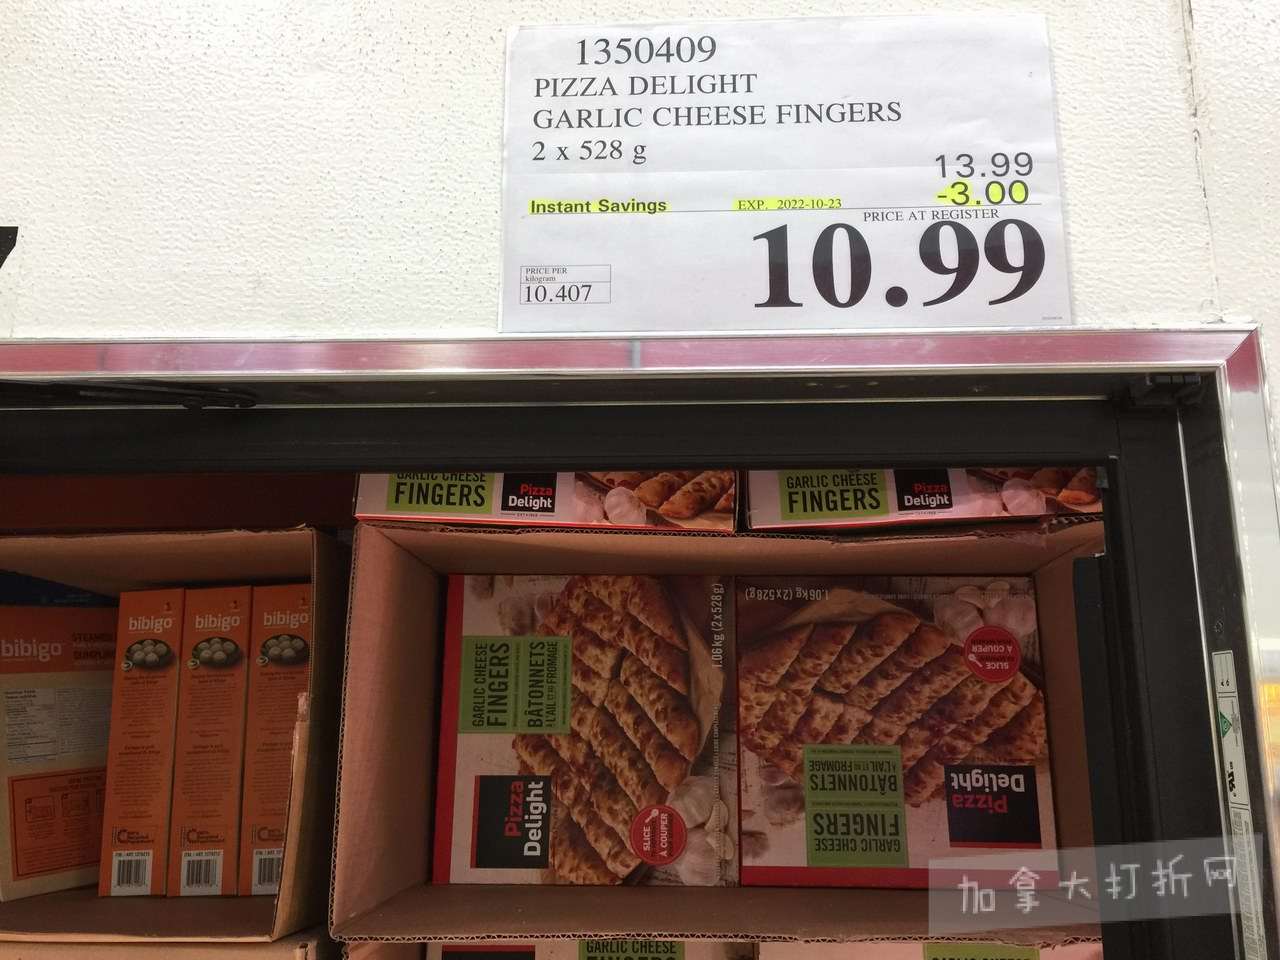 1350409
PIZZA DELIGHT
GARLIC CHEESE FINGERS
2 x 528 g
13.99
-3.00
Instant Savings EXP. 2022-10-23
PRICE AT REGISTER
10.99
PRICE PER
kilogram
10.407
GARLIC CHEESE
FINGERS
Pizza
Delight
GARLIC CHEESE
FINGERS
Pizza
Delight
bibigo
bibigo
bibigo
bibigo
GARLIC CHEESE
FINGERS
BÂTONNETS
À L'AIL ET AU FROMAGE
1.06 kg (2 x 528 g)
Pizza
Delight
SLICE
À COUPER
1.06 kg (2 x 528 g)
SLICE
À COUPER
GARLIC CHEESE
FINGERS
BÂTONNETS
À L'AIL ET AU FROMAGE
Pizza
Delight
GARLIC CHEESE
加拿大打折网